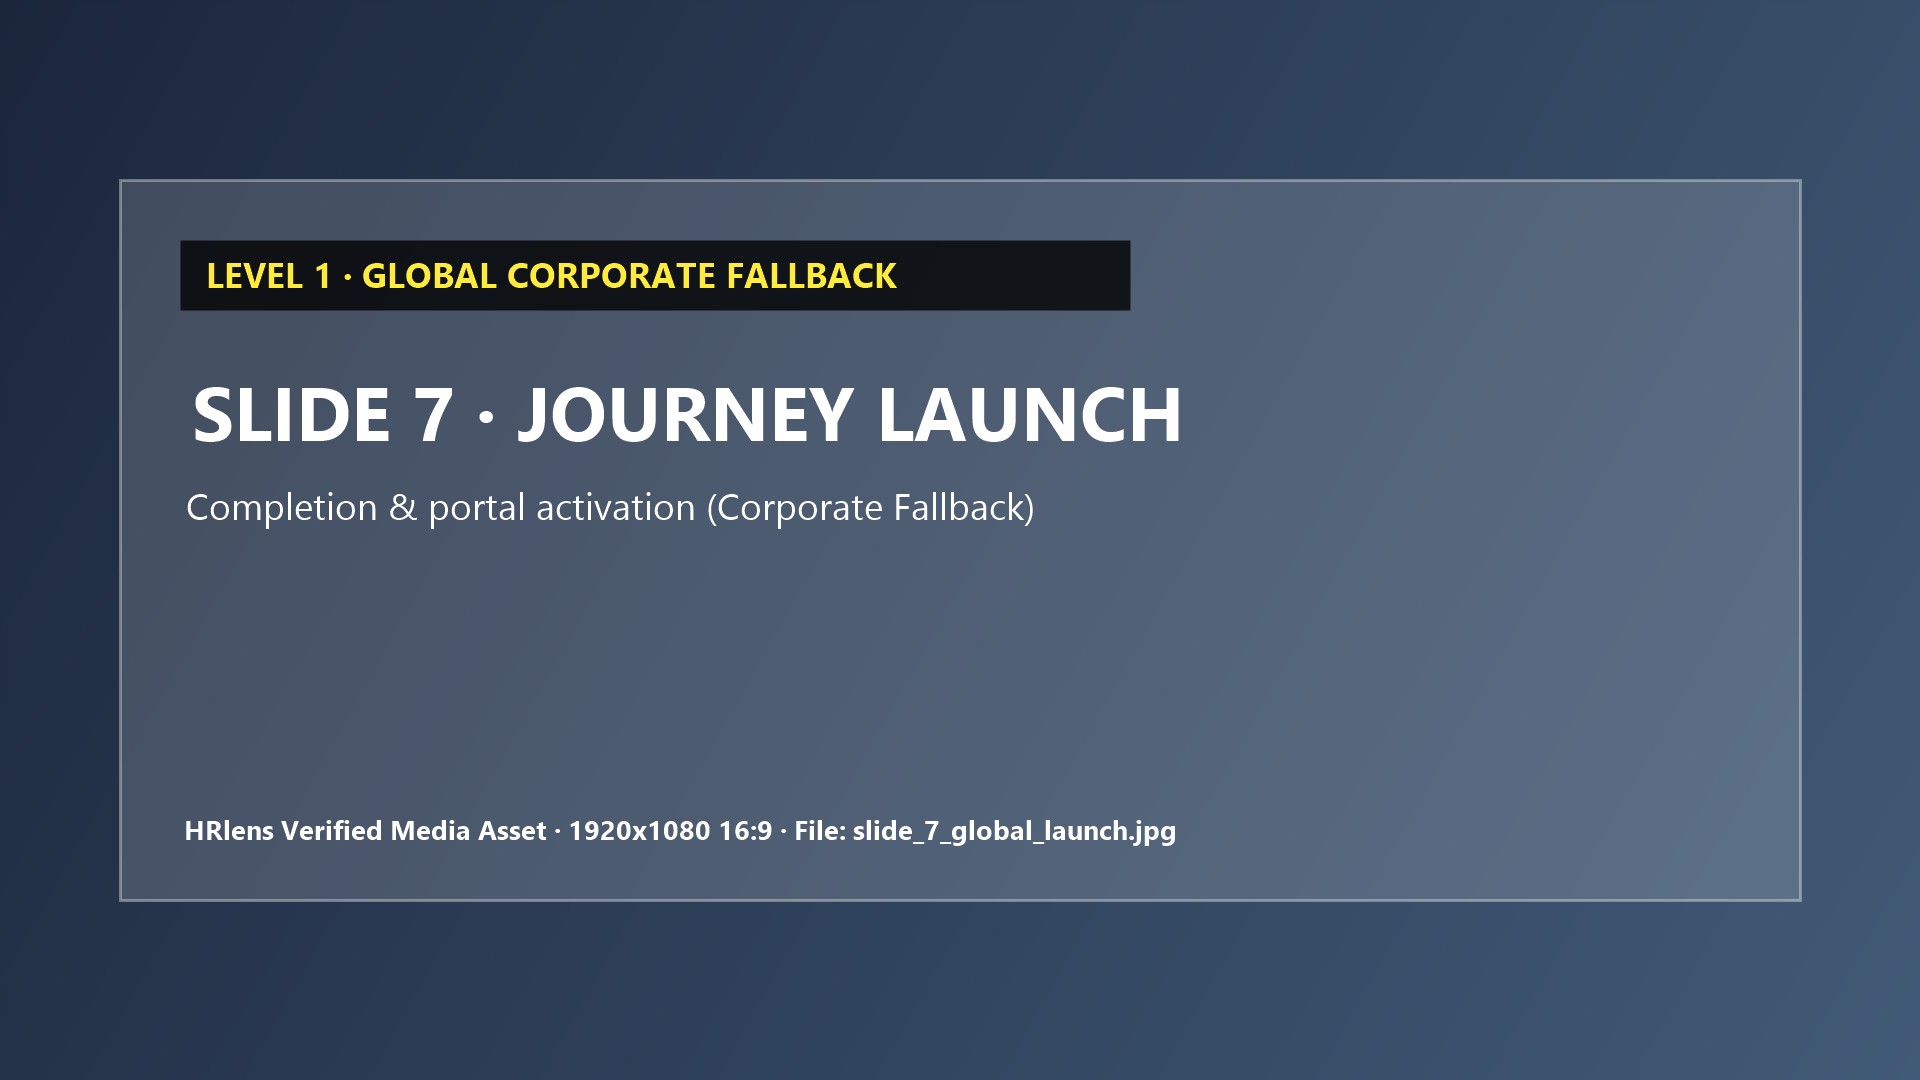 LEVEL 1 · GLOBAL CORPORATE FALLBACK
SLIDE 7 · JOURNEY LAUNCH
Completion & portal activation (Corporate Fallback)
HRlens Verified Media Asset · 1920x1080 16:9 · File: slide_7_global_launch.jpg